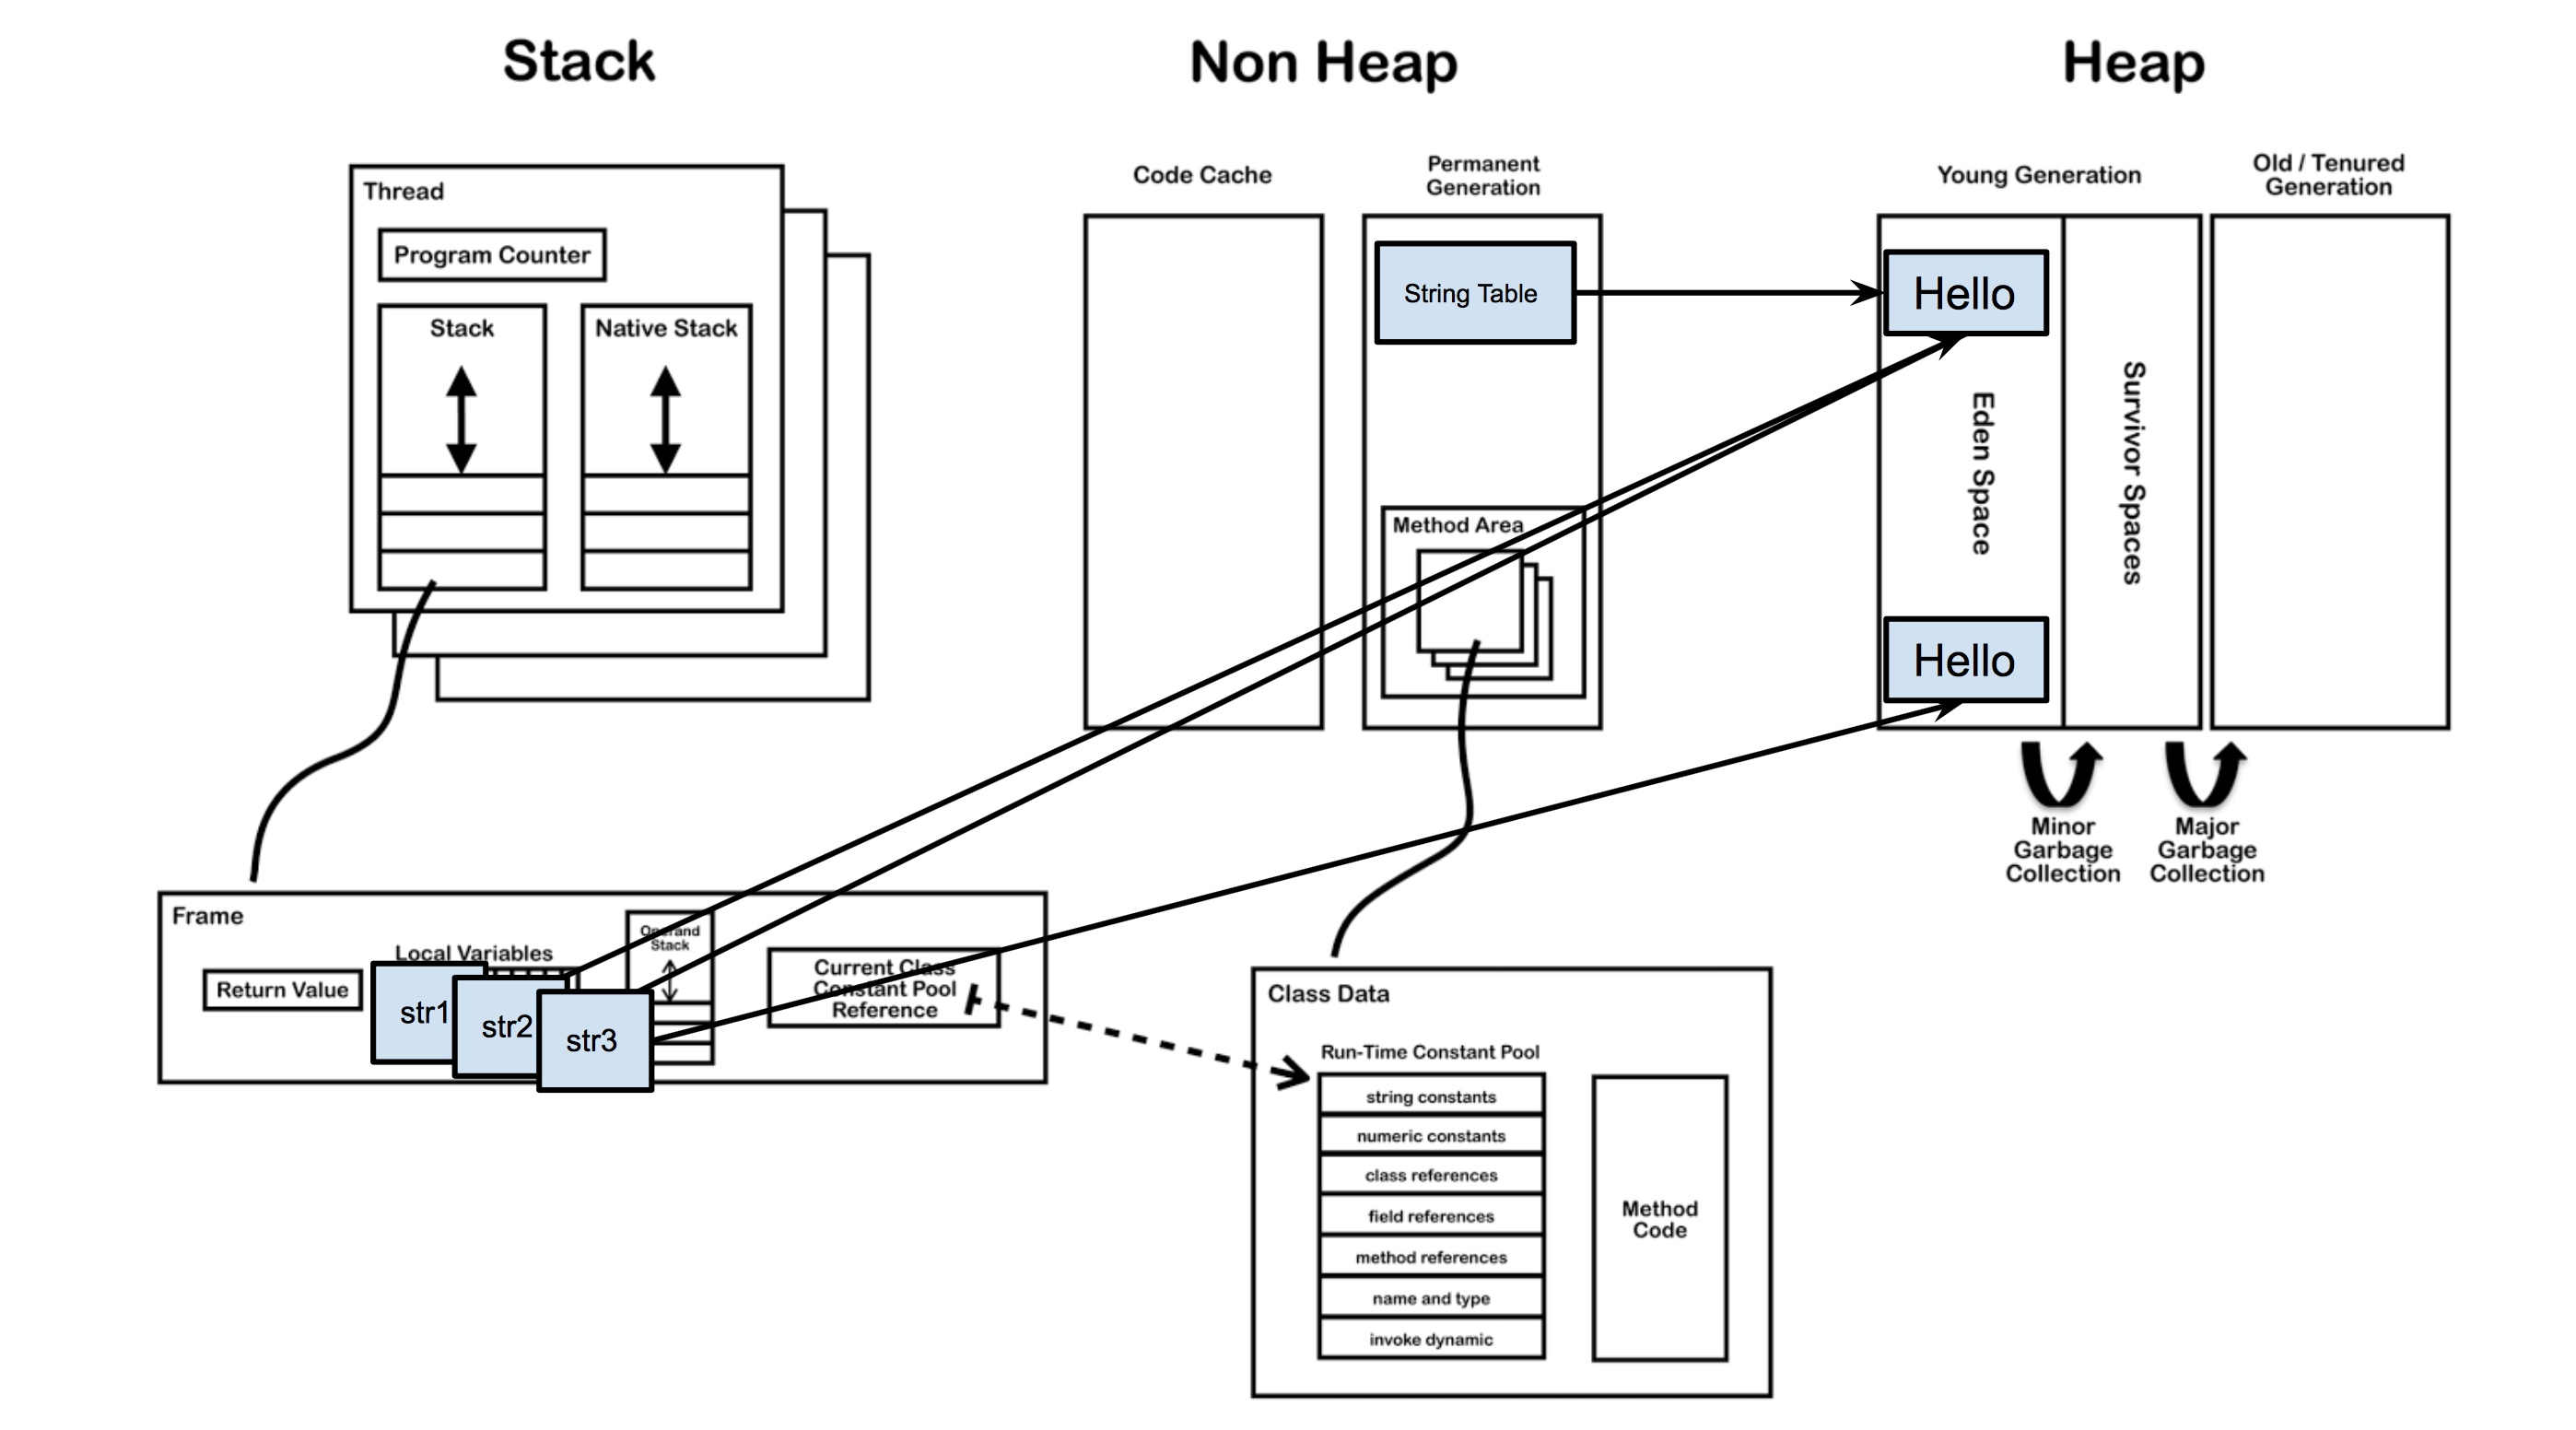 Stack
Non Heap
Heap
Thread
Program Counter
Stack
Native Stack
Code Cache
Permanent
Generation
String Table
Method Area
Young Generation
Old / Tenured
Generation
Hello
Eden Space
Survivor Spaces
Hello
Minor
Garbage
Collection
Major
Garbage
Collection
Frame
Return Value
Local Variables
str1
str2
str3
Operand
Stack
Current Class
Constant Pool
Reference
Class Data
Run-Time Constant Pool
string constants
numeric constants
class references
field references
method references
name and type
invoke dynamic
Method
Code